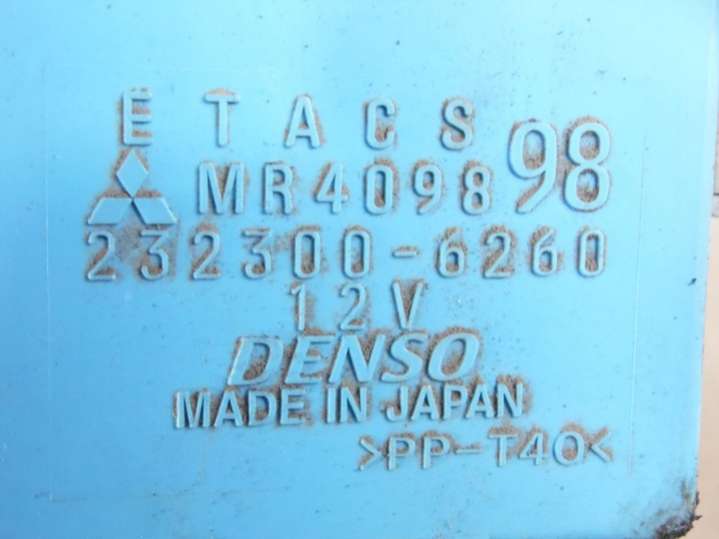 ETACS
MR409898
232300-6260
12V
DENSO
MADE IN JAPAN
>PP-T40<